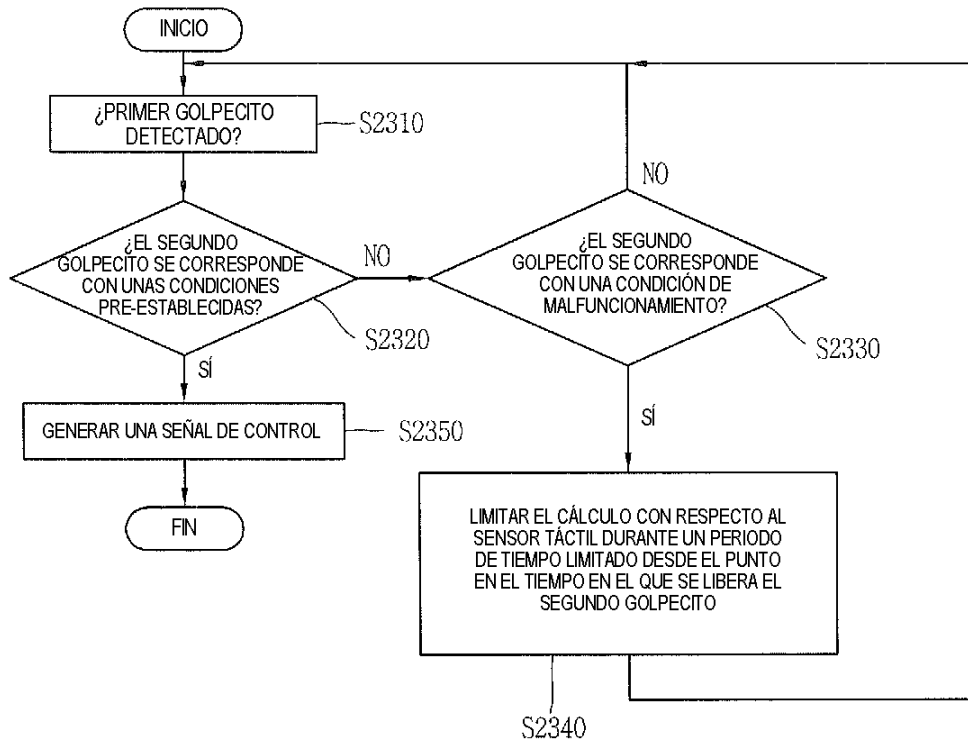 INICIO
¿PRIMER GOLPECITO
DETECTADO?
S2310
¿EL SEGUNDO
GOLPECITO SE CORRESPONDE
CON UNAS CONDICIONES
PRE-ESTABLECIDAS?
S2320
NO
SÍ
¿EL SEGUNDO
GOLPECITO SE CORRESPONDE
CON UNA CONDICIÓN DE
MALFUNCIONAMIENTO?
S2330
NO
SÍ
GENERAR UNA SEÑAL DE CONTROL
S2350
FIN
LIMITAR EL CÁLCULO CON RESPECTO AL
SENSOR TÁCTIL DURANTE UN PERIODO
DE TIEMPO LIMITADO DESDE EL PUNTO
EN EL TIEMPO EN EL QUE SE LIBERA EL
SEGUNDO GOLPECITO
S2340